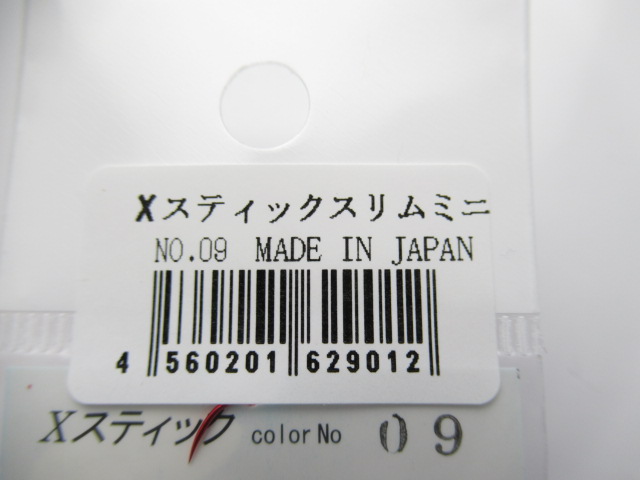 Xスティックスリムミニ
NO.09 MADE IN JAPAN
4 560201 629012
Xスティック color No 09